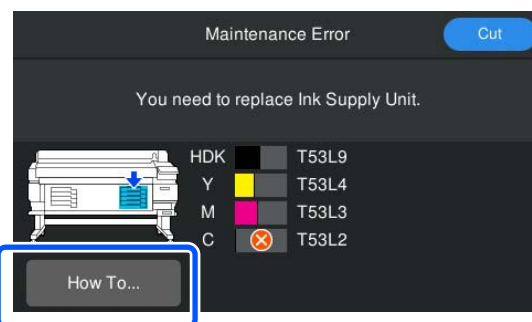 Maintenance Error
Cut
You need to replace Ink Supply Unit.
HDK T53L9
Y T53L4
M T53L3
C T53L2
How To...